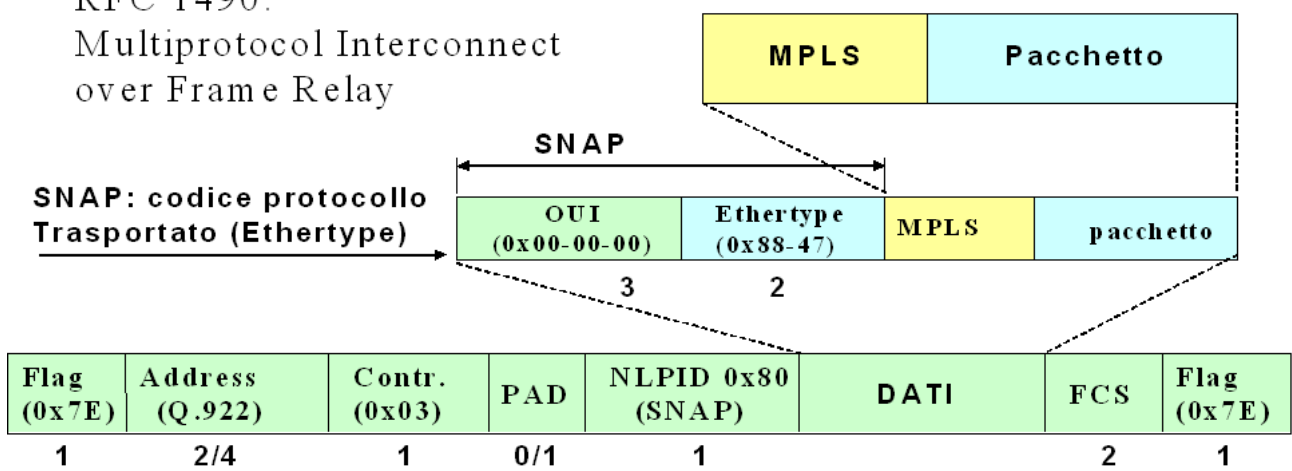 RFC 1490:
Multiprotocol Interconnect
over Frame Relay
MPLS Pacchetto
SNAP
SNAP: codice protocollo
Trasportato (Ethertype)
OUI
(0x00-00-00)
Ethertype
(0x88-47)
MPLS
pacchetto
3 2
Flag
(0x7E)
Address
(Q.922)
Contr.
(0x03)
PAD
NLPID 0x80
(SNAP)
DATI
FCS
Flag
(0x7E)
1 2/4 1 0/1 1 2 1